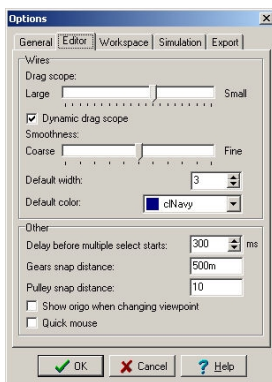 Options
General Editor Workspace Simulation Export
Wires
Drag scope:
Large Small
Dynamic drag scope
Smoothness:
Coarse Fine
Default width: 3
Default color: clNavy
Other
Delay before multiple select starts: 300 ms
Gears snap distance: 500m
Pulley snap distance: 10
Show origo when changing viewpoint
Quick mouse
OK Cancel ? Help